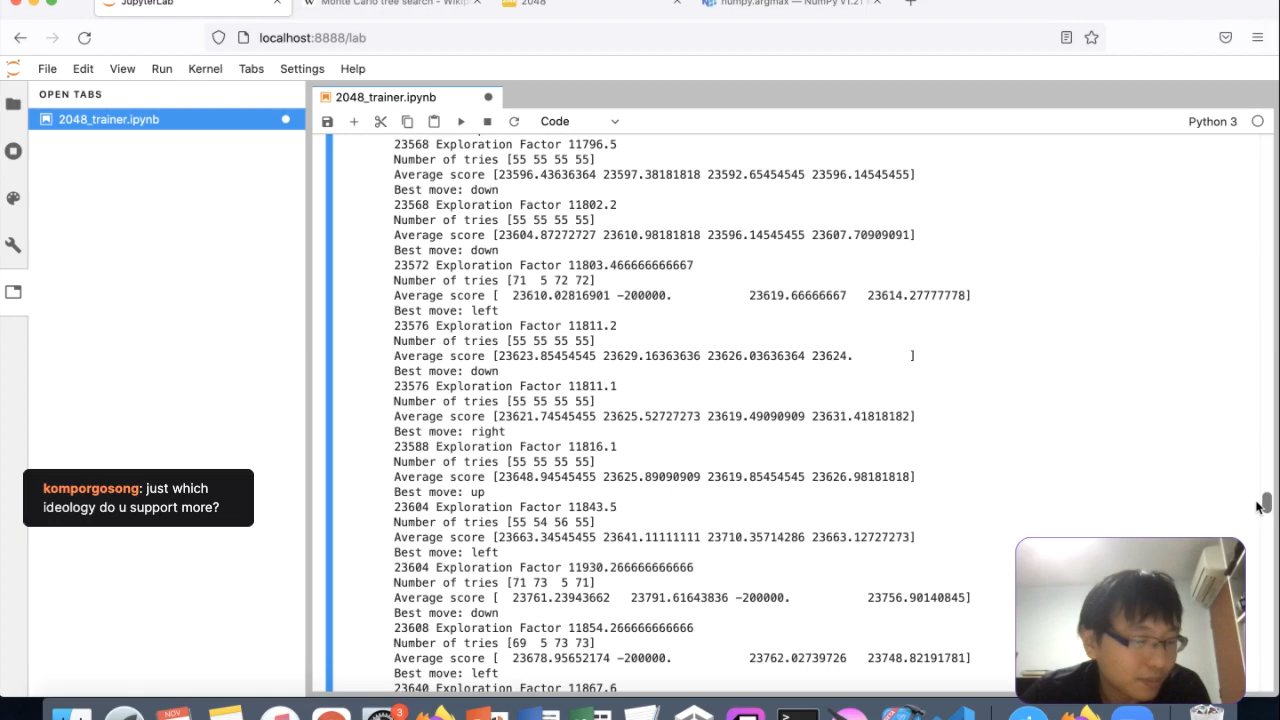 JupyterLab
Monte Carlo tree search - Wikip
2048
numpy.argmax — NumPy v1.21
localhost:8888/lab
File Edit View Run Kernel Tabs Settings Help
OPEN TABS
2048_trainer.ipynb
2048_trainer.ipynb
Code
Python 3
23568 Exploration Factor 11796.5
Number of tries [55 55 55 55]
Average score [23596.43636364 23597.38181818 23592.65454545 23596.14545455]
Best move: down
23568 Exploration Factor 11802.2
Number of tries [55 55 55 55]
Average score [23604.87272727 23610.98181818 23596.14545455 23607.70909091]
Best move: down
23572 Exploration Factor 11803.466666666667
Number of tries [71 5 72 72]
Average score [ 23610.02816901 -200000. 23619.66666667 23614.27777778]
Best move: left
23576 Exploration Factor 11811.2
Number of tries [55 55 55 55]
Average score [23623.85454545 23629.16363636 23626.03636364 23624. ]
Best move: down
23576 Exploration Factor 11811.1
Number of tries [55 55 55 55]
Average score [23621.74545455 23625.52727273 23619.49090909 23631.41818182]
Best move: right
23588 Exploration Factor 11816.1
Number of tries [55 55 55 55]
Average score [23648.94545455 23625.89090909 23619.85454545 23626.98181818]
Best move: up
23604 Exploration Factor 11843.5
Number of tries [55 54 56 55]
Average score [23663.34545455 23641.11111111 23710.35714286 23663.12727273]
Best move: left
23604 Exploration Factor 11930.266666666666
Number of tries [71 73 5 71]
Average score [ 23761.23943662 23791.61643836 -200000. 23756.90140845]
Best move: down
23608 Exploration Factor 11854.266666666666
Number of tries [69 5 73 73]
Average score [ 23678.95652174 -200000. 23762.02739726 23748.82191781]
Best move: left
23640 Exploration Factor 11867.6
komporgosong: just which
ideology do u support more?
NOV
3